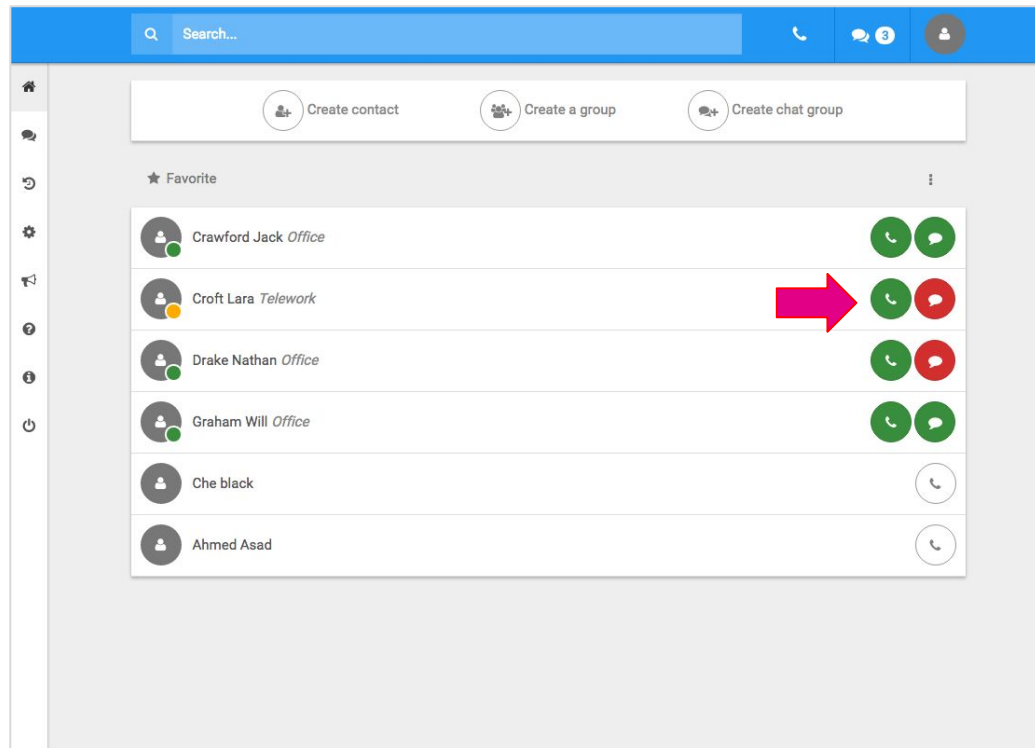 Search...
3
Create contact
Create a group
Create chat group
Favorite
Crawford Jack Office
Croft Lara Telework
Drake Nathan Office
Graham Will Office
Che black
Ahmed Asad